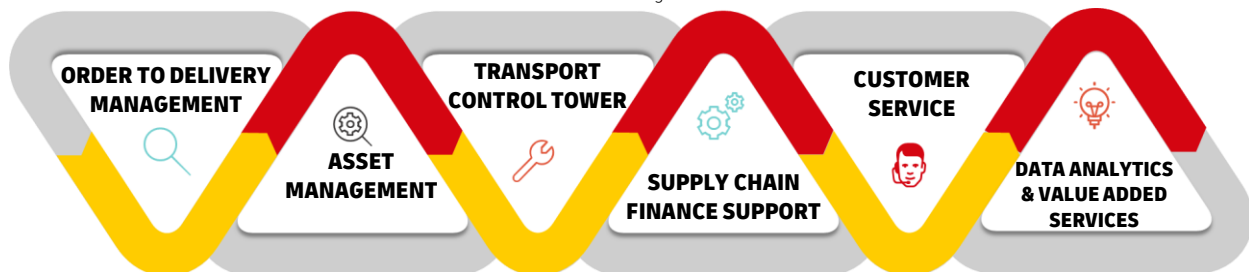 ORDER TO DELIVERY
MANAGEMENT
ASSET
MANAGEMENT
TRANSPORT
CONTROL TOWER
SUPPLY CHAIN
FINANCE SUPPORT
CUSTOMER
SERVICE
DATA ANALYTICS
& VALUE ADDED
SERVICES